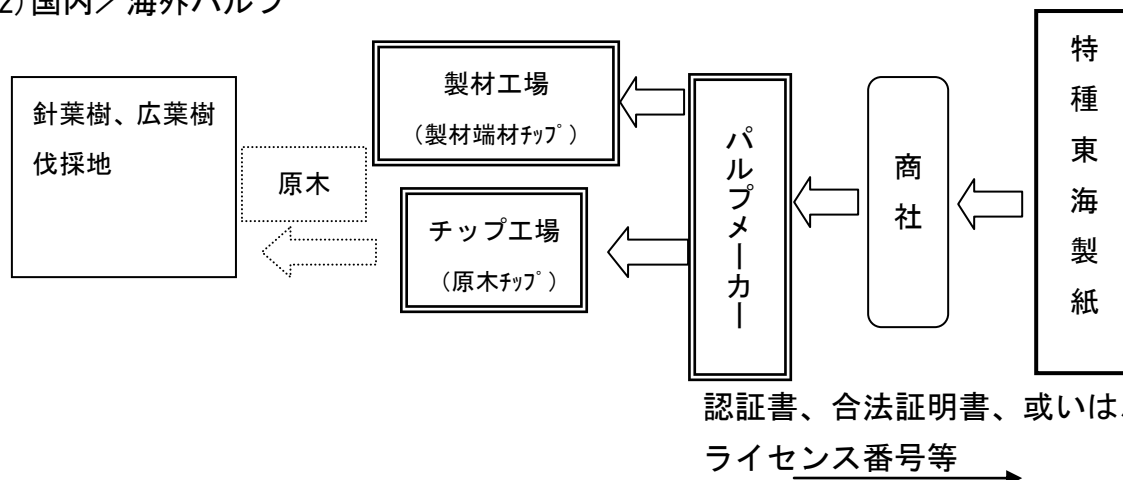 2)国内／海外パルプ
針葉樹、広葉樹
伐採地
原木
製材工場
(製材端材ﾁｯﾌﾟ)
チップ工場
(原木ﾁｯﾌﾟ)
パルプメーカー
商社
特種東海製紙
認証書、合法証明書、或いは、
ライセンス番号等